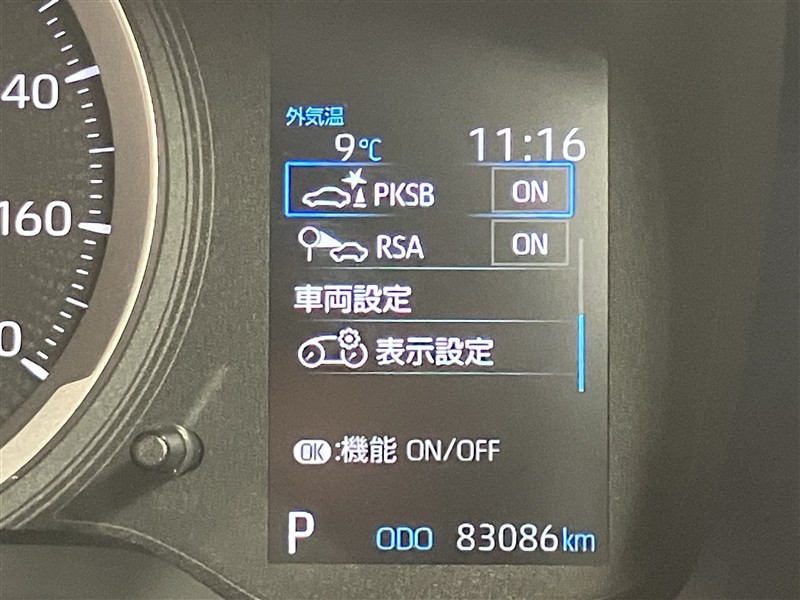 外気温
9℃ 11:16
PKSB ON
RSA ON
車両設定
表示設定
OK:機能 ON/OFF
P ODO 83086km
40
160
0